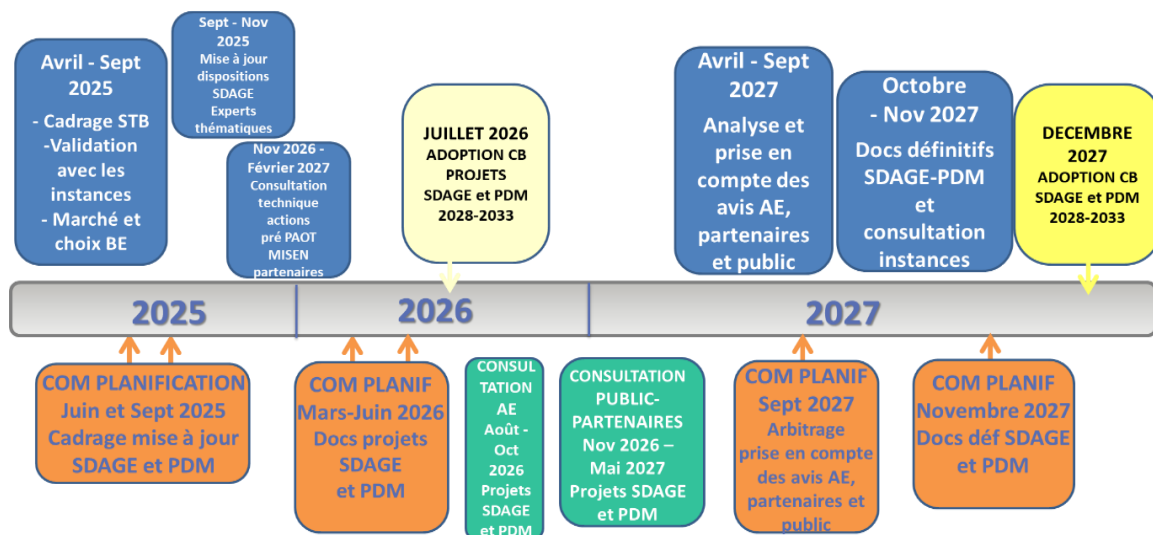 Avril - Sept
2025
- Cadrage STB
-Validation
avec les
instances
- Marché et
choix BE
Sept - Nov
2025
Mise à jour
dispositions
SDAGE
Experts
thématiques
Nov 2026 -
Février 2027
Consultation
technique
actions
pré PAOT
MISEN
partenaires
JUILLET 2026
ADOPTION CB
PROJETS
SDAGE et PDM
2028-2033
Avril - Sept
2027
Analyse et
prise en
compte des
avis AE,
partenaires
et public
Octobre
- Nov 2027
Docs définitifs
SDAGE-PDM
et
consultation
instances
DECEMBRE
2027
ADOPTION CB
SDAGE et PDM
2028-2033
2025
2026
2027
COM PLANIFICATION
Juin et Sept 2025
Cadrage mise à jour
SDAGE et PDM
COM PLANIF
Mars-Juin 2026
Docs projets
SDAGE
et PDM
CONSUL
TATION
AE
Août -
Oct
2026
Projets
SDAGE
et PDM
CONSULTATION
PUBLIC-
PARTENAIRES
Nov 2026 –
Mai 2027
Projets SDAGE
et PDM
COM PLANIF
Sept 2027
Arbitrage
prise en compte
des avis AE,
partenaires et
public
COM PLANIF
Novembre 2027
Docs déf SDAGE
et PDM